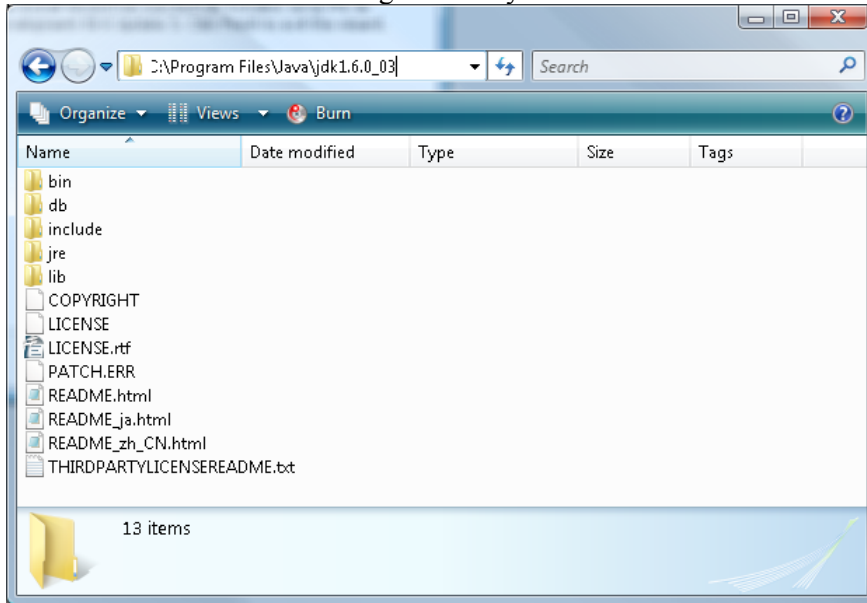 C:\Program Files\Java\jdk1.6.0_03
Search
Organize Views Burn
Name Date modified Type Size Tags
bin
db
include
jre
lib
COPYRIGHT
LICENSE
LICENSE.rtf
PATCH.ERR
README.html
README_ja.html
README_zh_CN.html
THIRDPARTYLICENSEREADME.txt
13 items